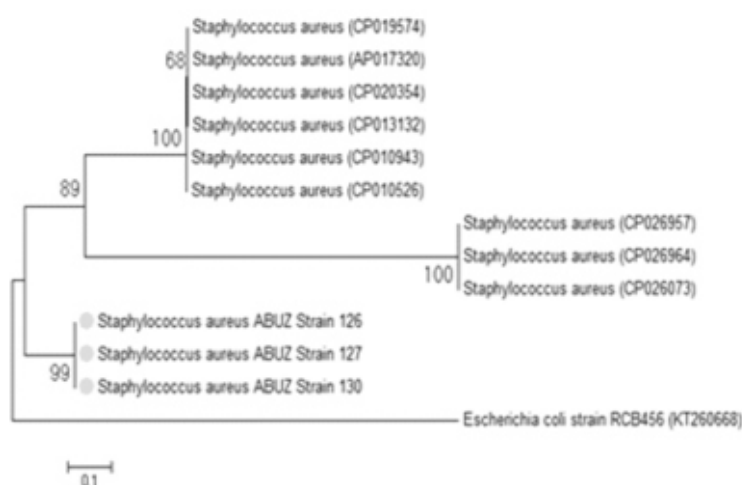 Staphylococcus aureus (CP019574)
68
Staphylococcus aureus (AP017320)
Staphylococcus aureus (CP020354)
Staphylococcus aureus (CP013132)
100
Staphylococcus aureus (CP010943)
89
Staphylococcus aureus (CP010526)
Staphylococcus aureus (CP026957)
Staphylococcus aureus (CP026964)
100
Staphylococcus aureus (CP026073)
Staphylococcus aureus ABUZ Strain 126
Staphylococcus aureus ABUZ Strain 127
99
Staphylococcus aureus ABUZ Strain 130
Escherichia coli strain RCB456 (KT260668)
0.1